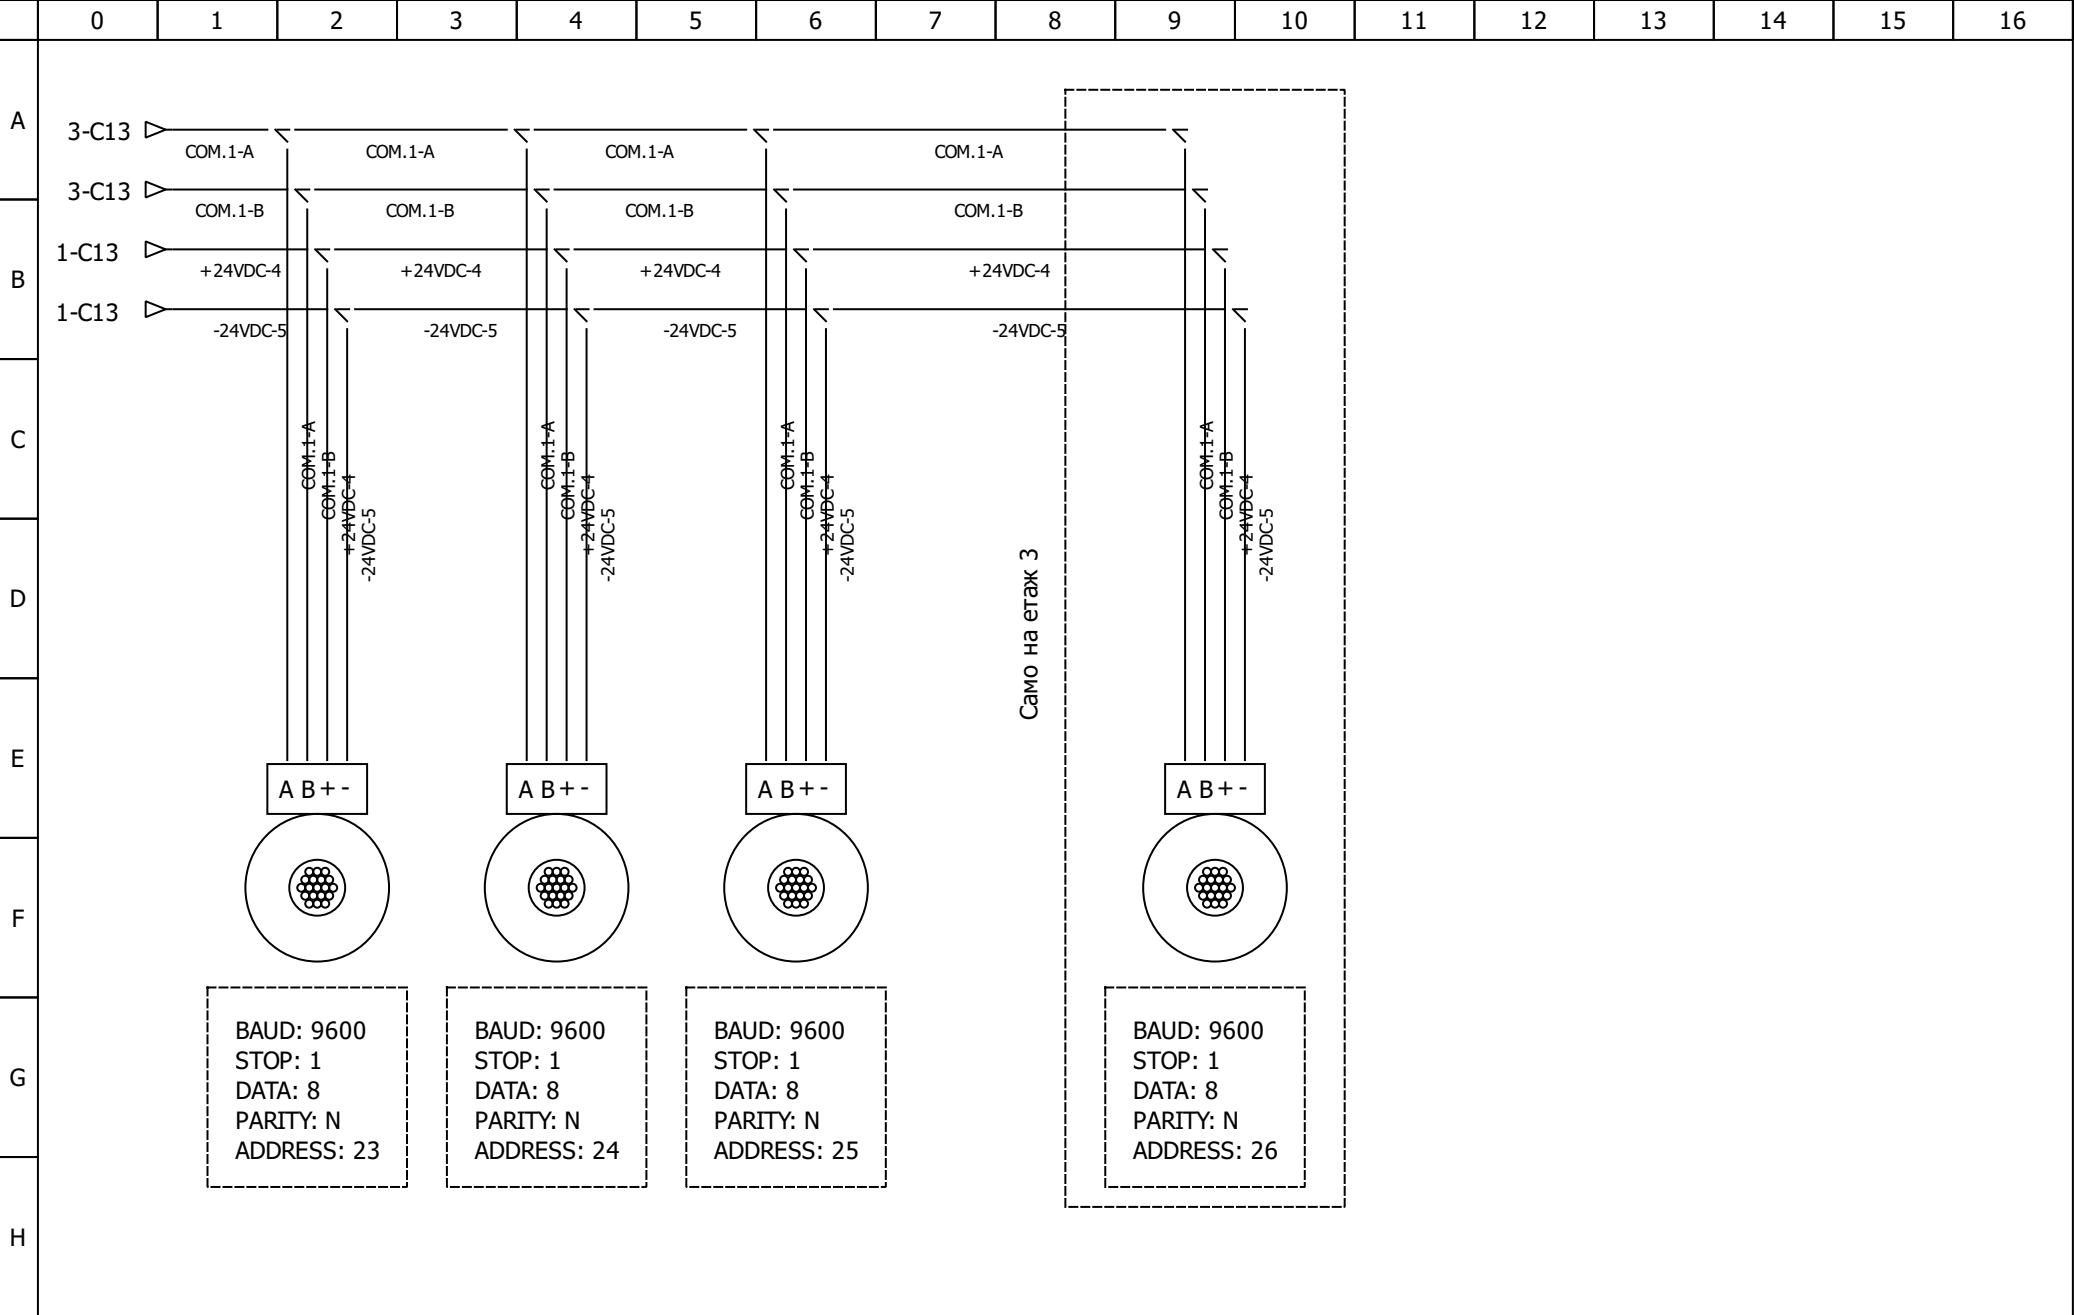 0 1 2 3 4 5 6 7 8 9 10 11 12 13 14 15 16
A
3-C13
COM.1-A COM.1-A COM.1-A COM.1-A
3-C13
COM.1-B COM.1-B COM.1-B COM.1-B
B
1-C13
+24VDC-4 +24VDC-4 +24VDC-4 +24VDC-4
1-C13
-24VDC-5 -24VDC-5 -24VDC-5 -24VDC-5
C
COM.1-A
COM.1-B
+24VDC-4
-24VDC-5
COM.1-A
COM.1-B
+24VDC-4
-24VDC-5
COM.1-A
COM.1-B
+24VDC-4
-24VDC-5
COM.1-A
COM.1-B
+24VDC-4
-24VDC-5
D
Само на етаж 3
E
A B + -
A B + -
A B + -
A B + -
F
G
BAUD: 9600
STOP: 1
DATA: 8
PARITY: N
ADDRESS: 23
BAUD: 9600
STOP: 1
DATA: 8
PARITY: N
ADDRESS: 24
BAUD: 9600
STOP: 1
DATA: 8
PARITY: N
ADDRESS: 25
BAUD: 9600
STOP: 1
DATA: 8
PARITY: N
ADDRESS: 26
H